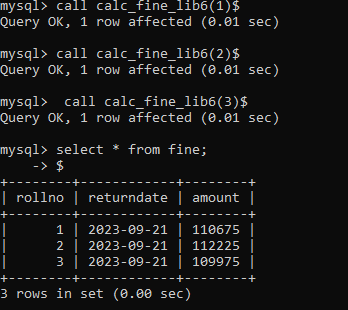 mysql> call calc_fine_lib6(1)$
Query OK, 1 row affected (0.01 sec)
mysql> call calc_fine_lib6(2)$
Query OK, 1 row affected (0.01 sec)
mysql>  call calc_fine_lib6(3)$
Query OK, 1 row affected (0.01 sec)
mysql> select * from fine;
    -> $
+--------+------------+--------+
| rollno | returndate | amount |
+--------+------------+--------+
|      1 | 2023-09-21 | 110675 |
|      2 | 2023-09-21 | 112225 |
|      3 | 2023-09-21 | 109975 |
+--------+------------+--------+
3 rows in set (0.00 sec)